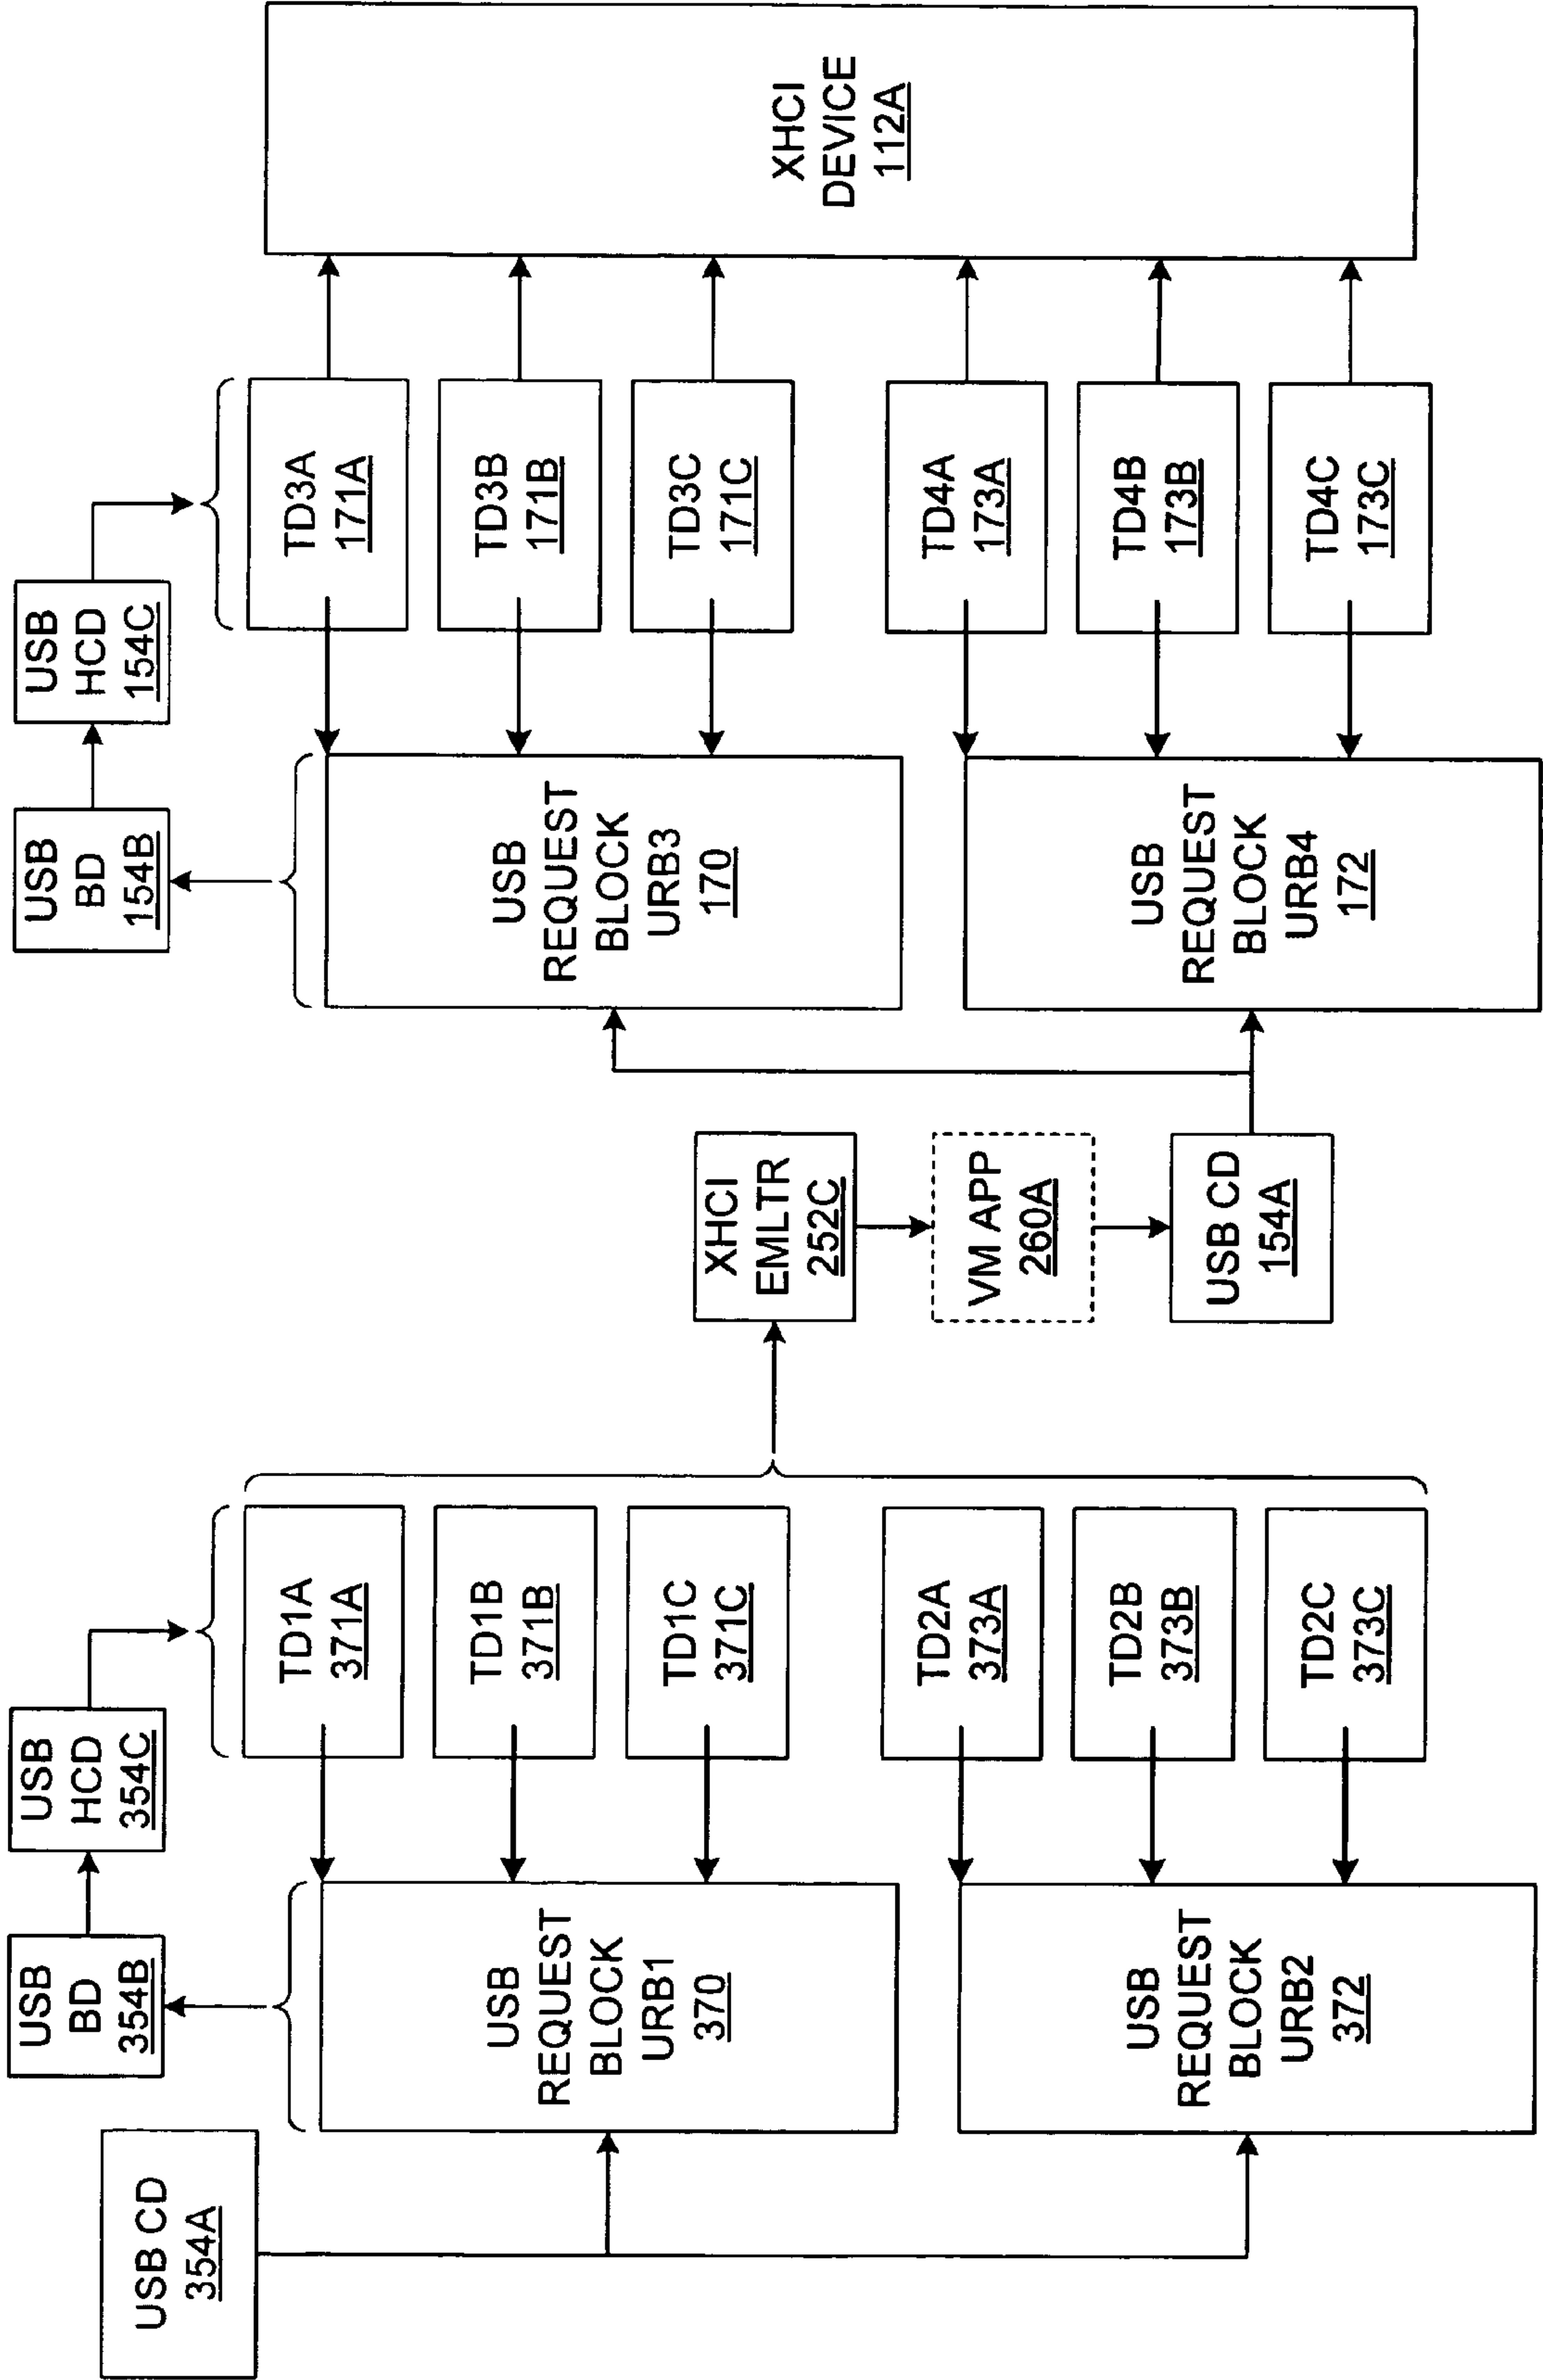 USB CD
354A
USB
BD
354B
USB
HCD
354C
USB
REQUEST
BLOCK
URB1
370
USB
REQUEST
BLOCK
URB2
372
TD1A
371A
TD1B
371B
TD1C
371C
TD2A
373A
TD2B
373B
TD2C
373C
XHCI
EMLTR
252C
VM APP
260A
USB CD
154A
USB
BD
154B
USB
HCD
154C
USB
REQUEST
BLOCK
URB3
170
USB
REQUEST
BLOCK
URB4
172
TD3A
171A
TD3B
171B
TD3C
171C
TD4A
173A
TD4B
173B
TD4C
173C
XHCI
DEVICE
112A